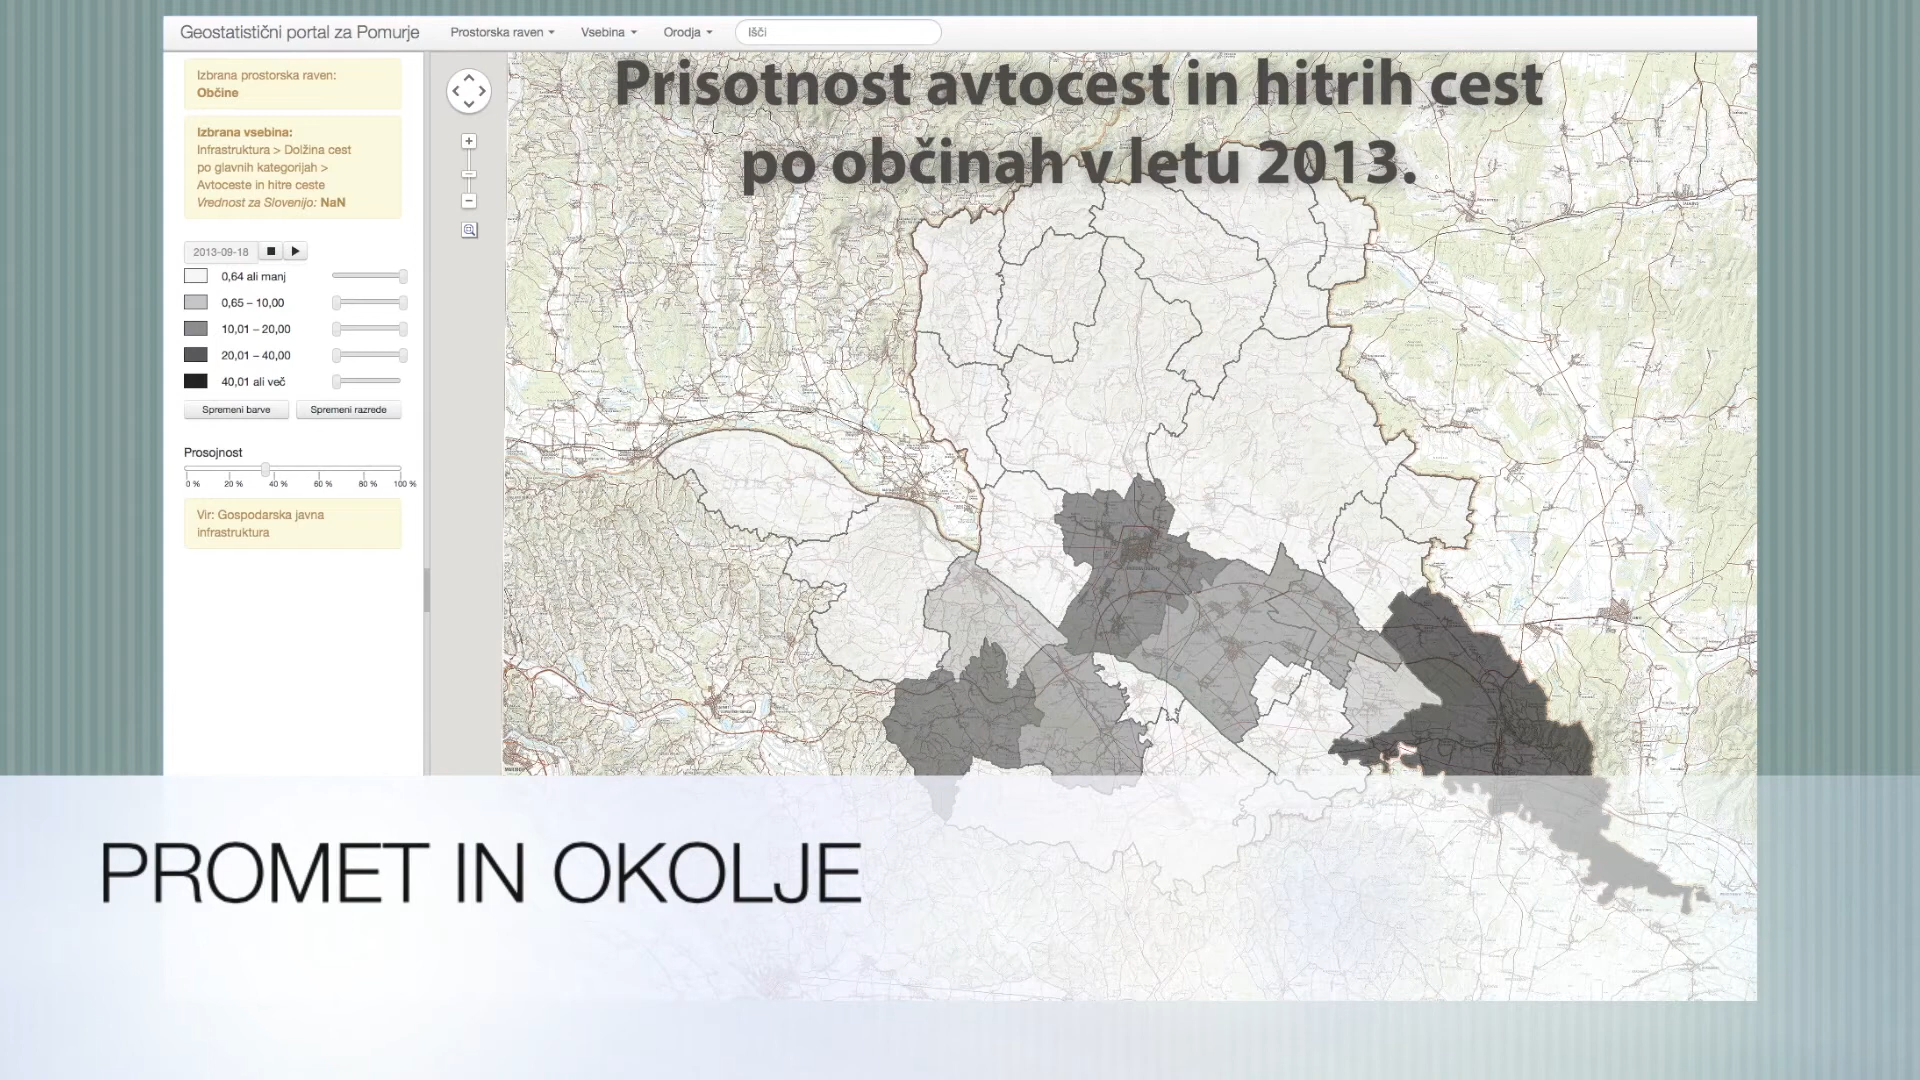 Geostatistični portal za Pomurje
Prostorska raven
Vsebina
Orodja
Išči
Prisotnost avtocest in hitrih cest
po občinah v letu 2013.
Izbrana prostorska raven:
Občine
Izbrana vsebina:
Infrastruktura > Dolžina cest
po glavnih kategorijah >
Avtoceste in hitre ceste
Vrednost za Slovenijo: NaN
2013-09-18
0,64 ali manj
0,65 – 10,00
10,01 – 20,00
20,01 – 40,00
40,01 ali več
Spremeni barve
Spremeni razrede
Prosojnost
0 % 20 % 40 % 60 % 80 % 100 %
Vir: Gospodarska javna
infrastruktura
PROMET IN OKOLJE